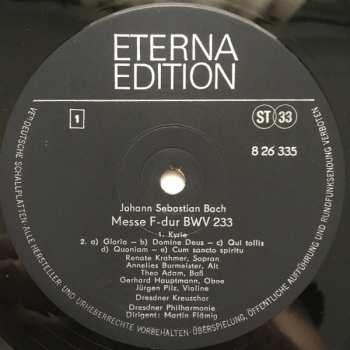 ETERNA
EDITION
1
ST 33
8 26 335
Johann Sebastian Bach
Messe F-dur BWV 233
1. Kyrie
2. a) Gloria – b) Domine Deus – c) Qui tollis
d) Quoniam – e) Cum sancto spiritu
Renate Krahmer, Sopran
Annelies Burmeister, Alt
Theo Adam, Baß
Gerhard Hauptmann, Oboe
Jürgen Pilz, Violine
Dresdner Kreuzchor
Dresdner Philharmonie
Dirigent: Martin Flämig
VEB DEUTSCHE SCHALLPLATTEN · ALLE HERSTELLER- UND URHEBERRECHTE VORBEHALTEN · ÜBERSPIELUNG, ÖFFENTLICHE AUFFÜHRUNG UND RUNDFUNKSENDUNG VERBOTEN